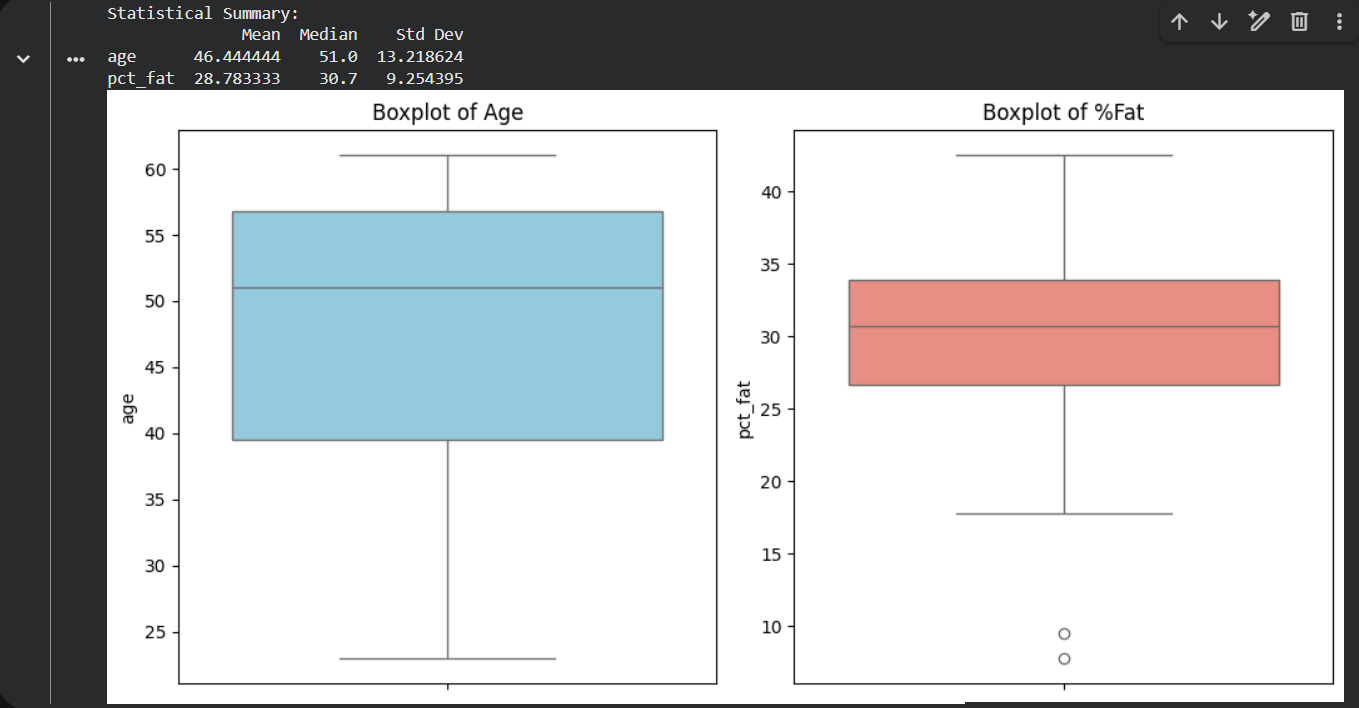 Statistical Summary:
Mean Median Std Dev
age 46.444444 51.0 13.218624
pct_fat 28.783333 30.7 9.254395
Boxplot of Age
60
55
50
45
40
35
30
25
age
Boxplot of %Fat
40
35
30
25
20
15
10
pct_fat